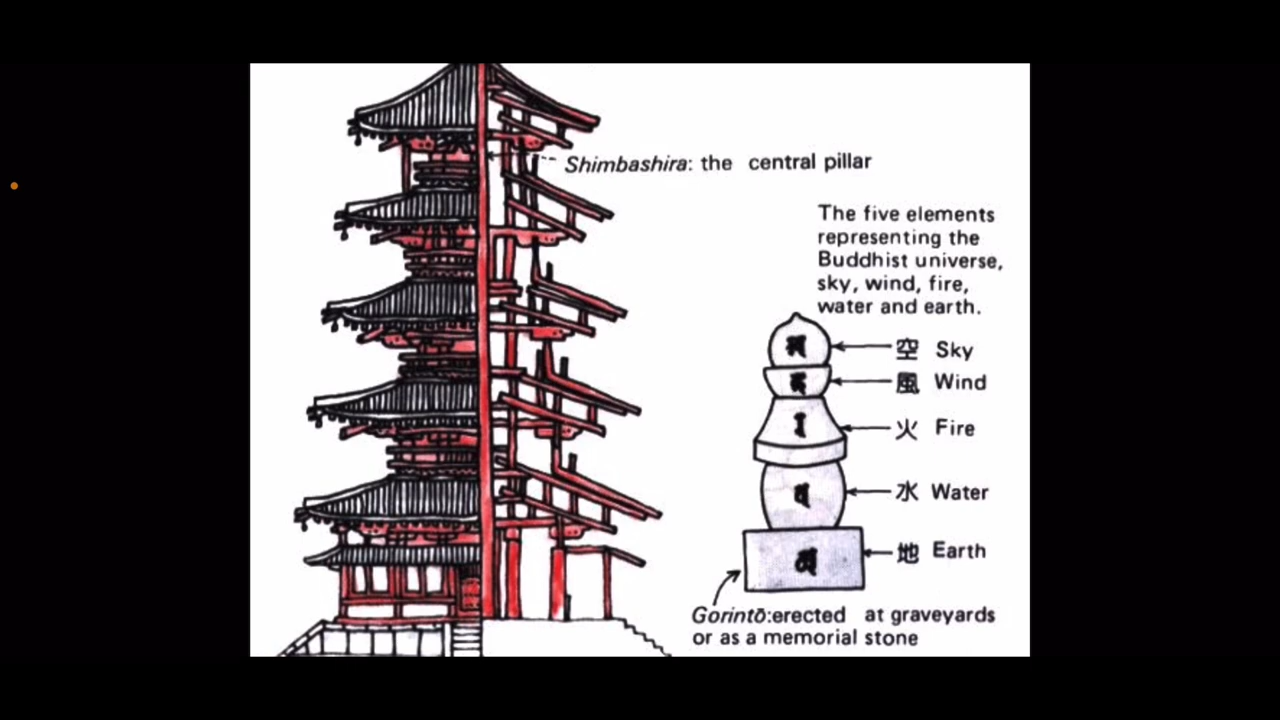 Shimbashira: the central pillar
The five elements
representing the
Buddhist universe,
sky, wind, fire,
water and earth.
空 Sky
風 Wind
火 Fire
水 Water
地 Earth
Gorintō:erected at graveyards
or as a memorial stone